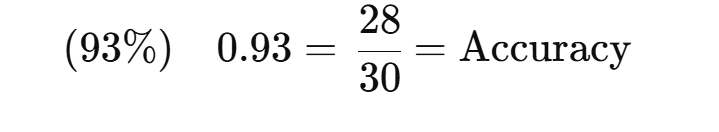 (93%) 0.93 = 28/30 = Accuracy